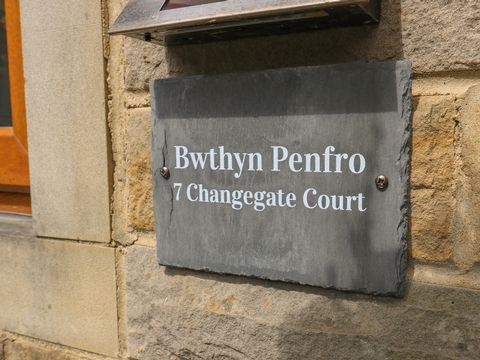 Bwthyn Penfro
7 Changegate Court